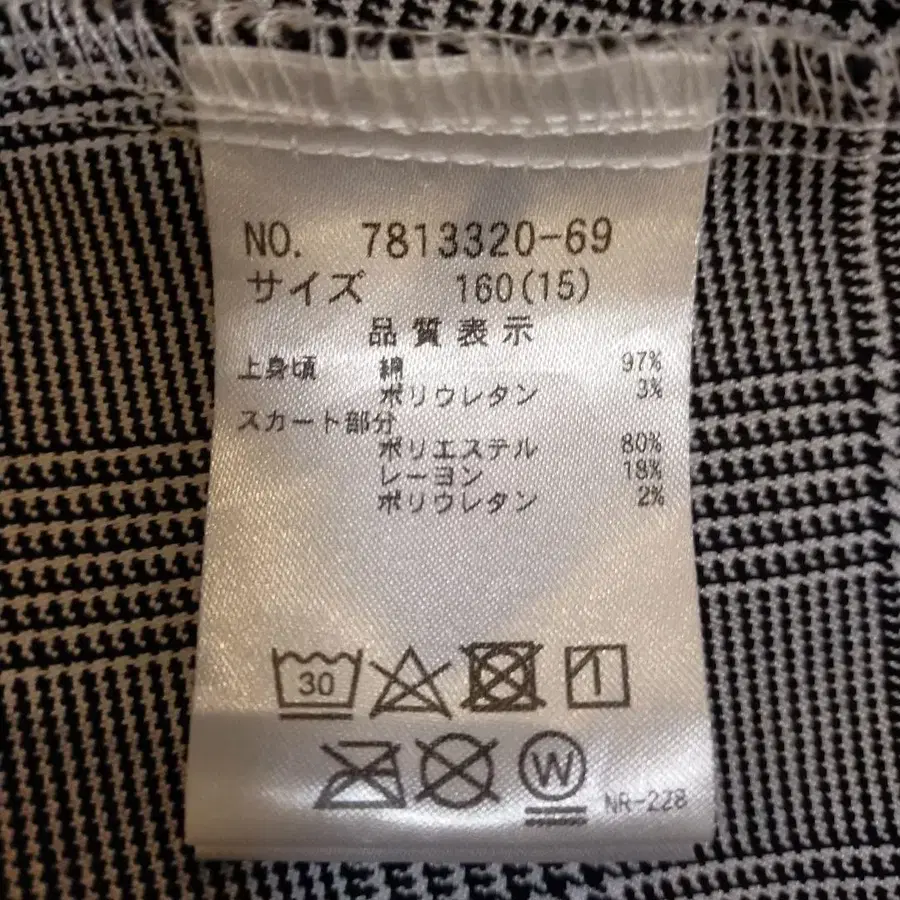 NO. 7813320-69
サイズ 160(15)
品質表示
上身頃 綿 97%
ポリウレタン 3%
スカート部分
ポリエステル 80%
レーヨン 18%
ポリウレタン 2%
30
W
NR-228